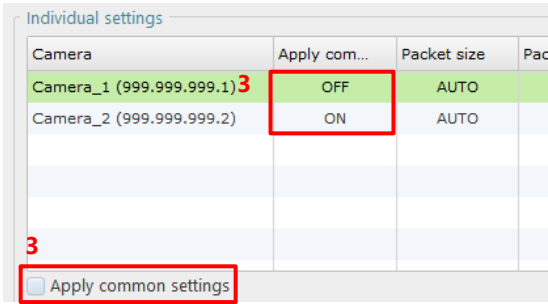 Individual settings
Camera Apply com... Packet size Pac
Camera_1 (999.999.999.1) 3 OFF AUTO
Camera_2 (999.999.999.2) ON AUTO
3
Apply common settings